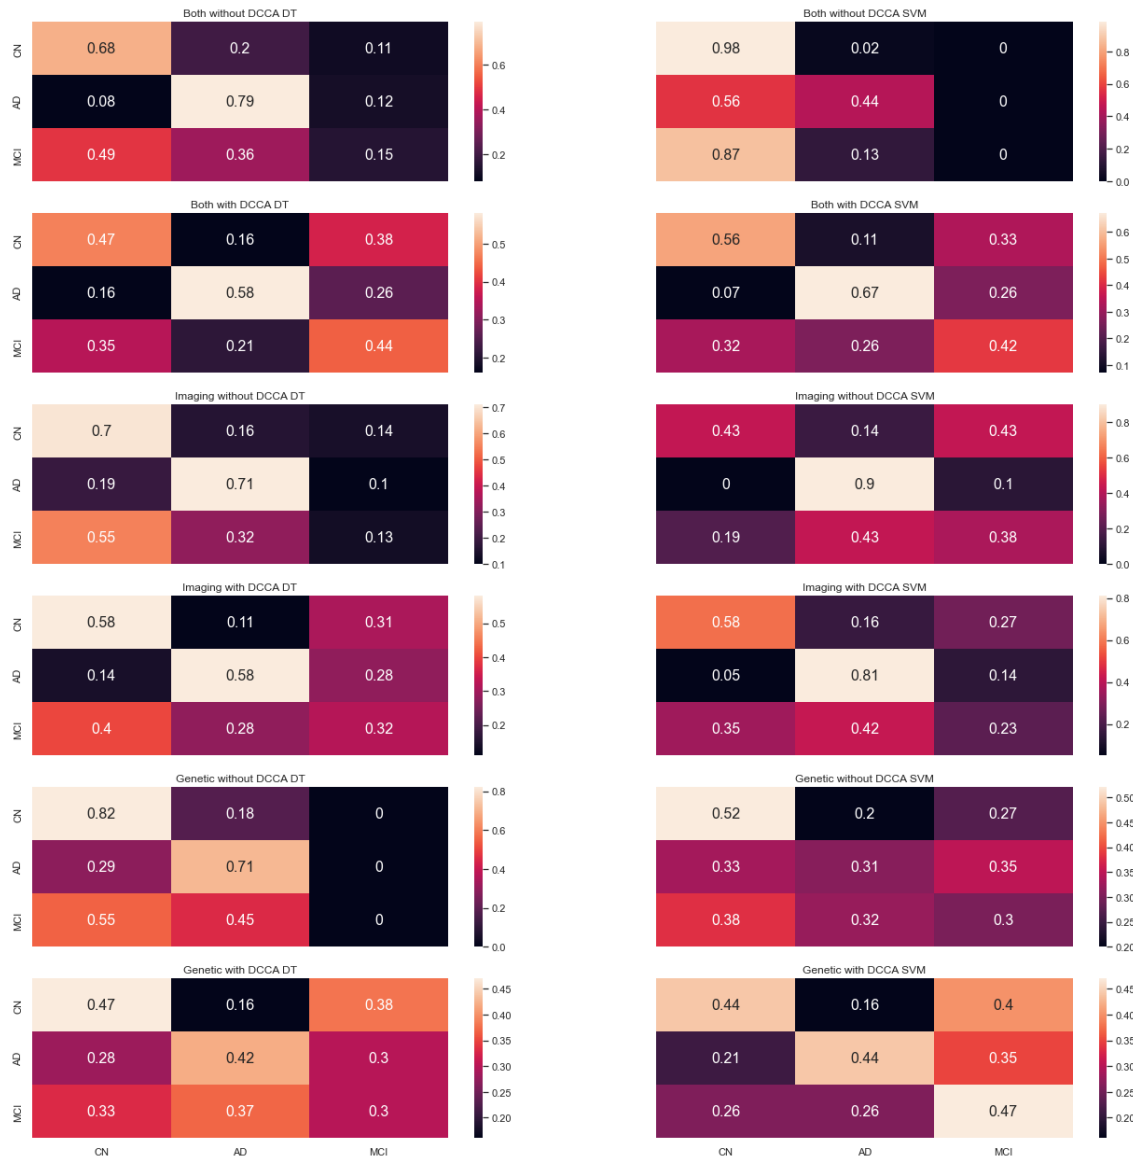 Both without DCCA DT
CN 0.68 0.2 0.11
AD 0.08 0.79 0.12
MCI 0.49 0.36 0.15
0.6
0.4
0.2
Both without DCCA SVM
0.98 0.02 0
0.56 0.44 0
0.87 0.13 0
0.8
0.6
0.4
0.2
0.0
Both with DCCA DT
CN 0.47 0.16 0.38
AD 0.16 0.58 0.26
MCI 0.35 0.21 0.44
0.5
0.4
0.3
0.2
Both with DCCA SVM
0.56 0.11 0.33
0.07 0.67 0.26
0.32 0.26 0.42
0.6
0.5
0.4
0.3
0.2
0.1
Imaging without DCCA DT
CN 0.7 0.16 0.14
AD 0.19 0.71 0.1
MCI 0.55 0.32 0.13
0.7
0.6
0.5
0.4
0.3
0.2
0.1
Imaging without DCCA SVM
0.43 0.14 0.43
0 0.9 0.1
0.19 0.43 0.38
0.8
0.6
0.4
0.2
0.0
Imaging with DCCA DT
CN 0.58 0.11 0.31
AD 0.14 0.58 0.28
MCI 0.4 0.28 0.32
0.5
0.4
0.3
0.2
Imaging with DCCA SVM
0.58 0.16 0.27
0.05 0.81 0.14
0.35 0.42 0.23
0.8
0.6
0.4
0.2
Genetic without DCCA DT
CN 0.82 0.18 0
AD 0.29 0.71 0
MCI 0.55 0.45 0
0.8
0.6
0.4
0.2
0.0
Genetic without DCCA SVM
0.52 0.2 0.27
0.33 0.31 0.35
0.38 0.32 0.3
0.50
0.45
0.40
0.35
0.30
0.25
0.20
Genetic with DCCA DT
CN 0.47 0.16 0.38
AD 0.28 0.42 0.3
MCI 0.33 0.37 0.3
CN AD MCI
0.45
0.40
0.35
0.30
0.25
0.20
Genetic with DCCA SVM
0.44 0.16 0.4
0.21 0.44 0.35
0.26 0.26 0.47
CN AD MCI
0.45
0.40
0.35
0.30
0.25
0.20